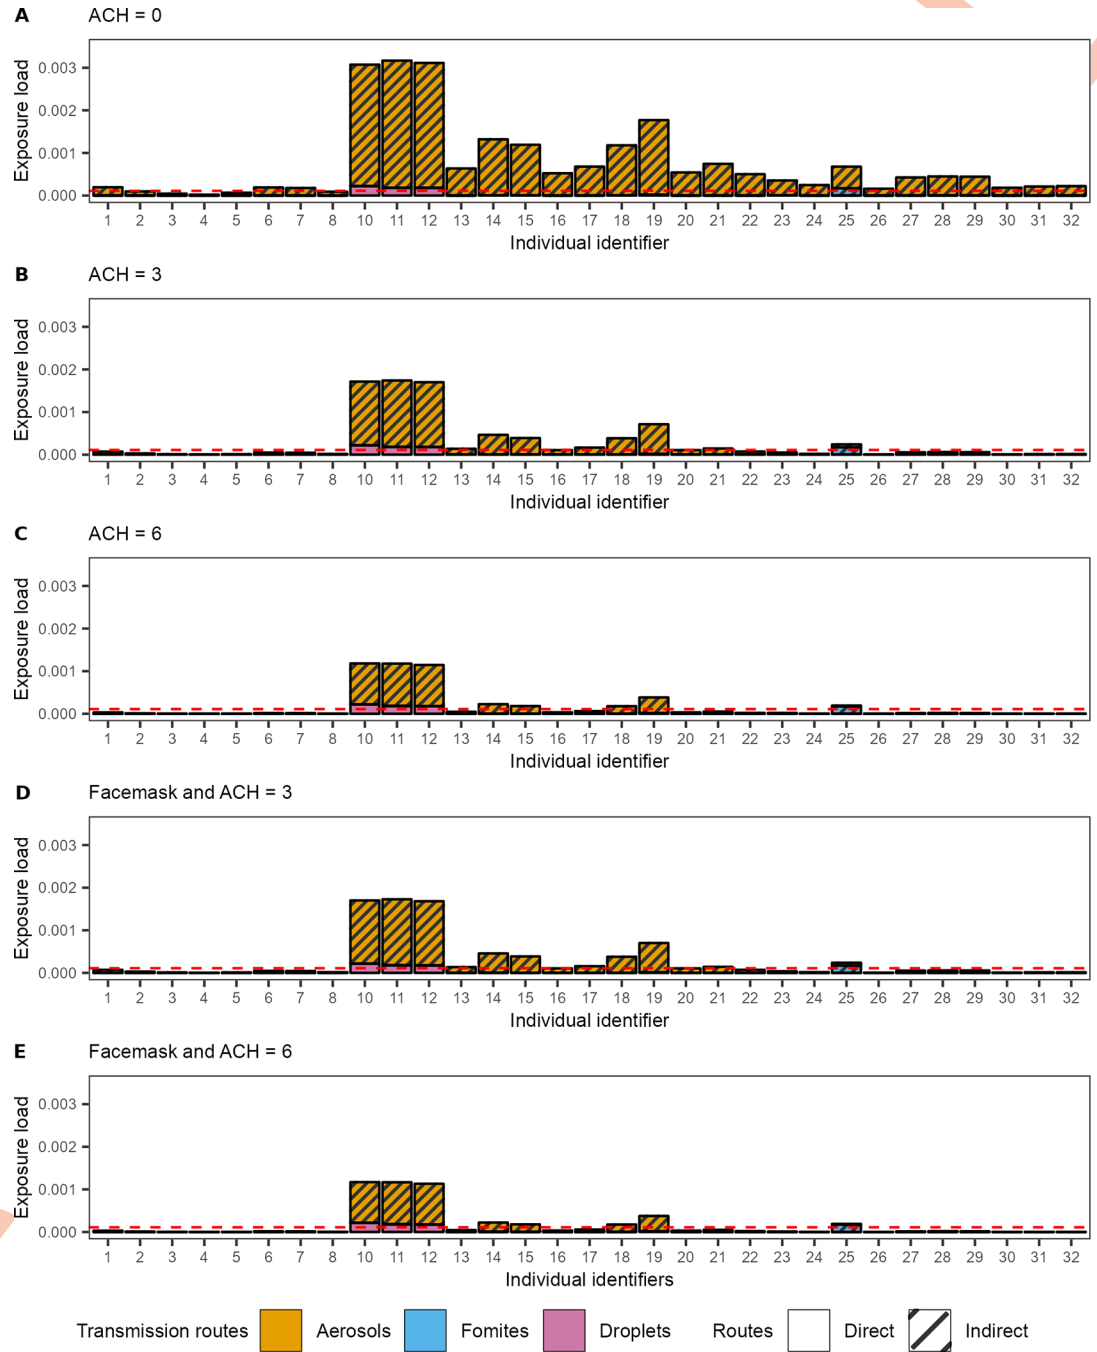 A ACH = 0
Exposure load
0.003
0.002
0.001
0.000
1 2 3 4 5 6 7 8 10 11 12 13 14 15 16 17 18 19 20 21 22 23 24 25 26 27 28 29 30 31 32
Individual identifier
B ACH = 3
Exposure load
0.003
0.002
0.001
0.000
1 2 3 4 5 6 7 8 10 11 12 13 14 15 16 17 18 19 20 21 22 23 24 25 26 27 28 29 30 31 32
Individual identifier
C ACH = 6
Exposure load
0.003
0.002
0.001
0.000
1 2 3 4 5 6 7 8 10 11 12 13 14 15 16 17 18 19 20 21 22 23 24 25 26 27 28 29 30 31 32
Individual identifier
D Facemask and ACH = 3
Exposure load
0.003
0.002
0.001
0.000
1 2 3 4 5 6 7 8 10 11 12 13 14 15 16 17 18 19 20 21 22 23 24 25 26 27 28 29 30 31 32
Individual identifier
E Facemask and ACH = 6
Exposure load
0.003
0.002
0.001
0.000
1 2 3 4 5 6 7 8 10 11 12 13 14 15 16 17 18 19 20 21 22 23 24 25 26 27 28 29 30 31 32
Individual identifiers
Transmission routes Aerosols Fomites Droplets Routes Direct Indirect